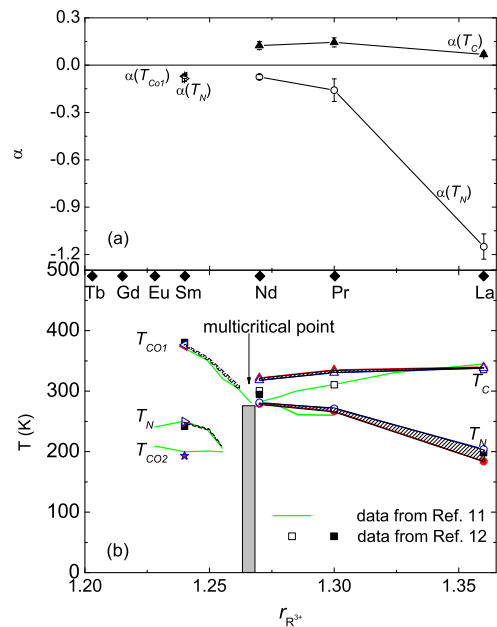 0.3
0.0
-0.3
-0.6
-0.9
-1.2
α
α(T_C)
α(T_Co1)
α(T_N)
α(T_N)
(a)
500
400
300
200
100
0
T (K)
Tb Gd Eu Sm Nd Pr La
multicritical point
T_CO1
T_C
T_N
T_N
T_CO2
data from Ref. 11
data from Ref. 12
(b)
1.20 1.25 1.30 1.35
r_R³⁺